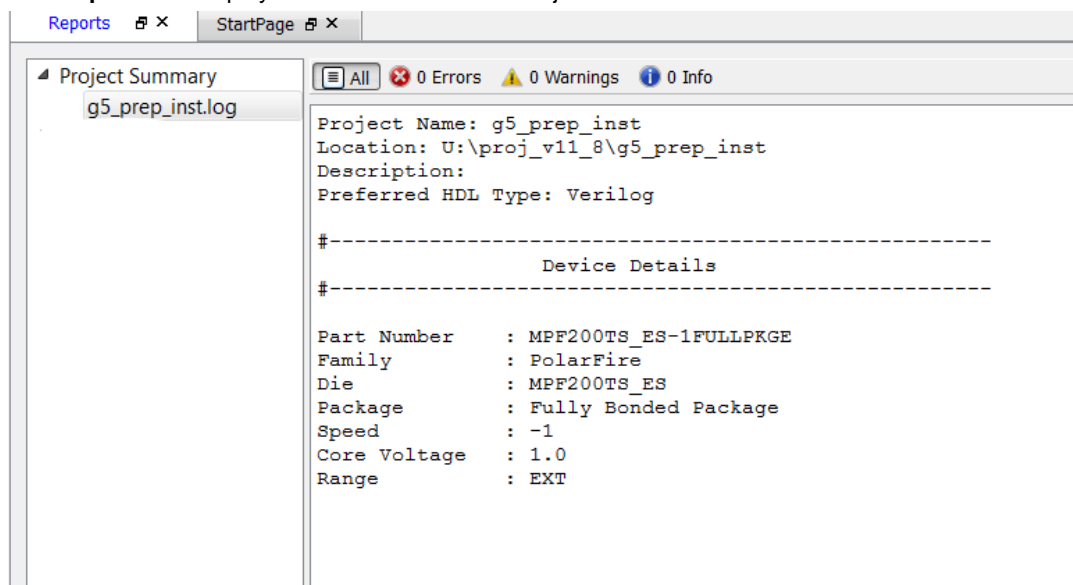 Reports
StartPage
Project Summary
g5_prep_inst.log
All 0 Errors 0 Warnings 0 Info
Project Name: g5_prep_inst
Location: U:\proj_v11_8\g5_prep_inst
Description:
Preferred HDL Type: Verilog
#-----------------------------------------------------
Device Details
#-----------------------------------------------------
Part Number : MPF200TS_ES-1FULLPKGE
Family : PolarFire
Die : MPF200TS_ES
Package : Fully Bonded Package
Speed : -1
Core Voltage : 1.0
Range : EXT